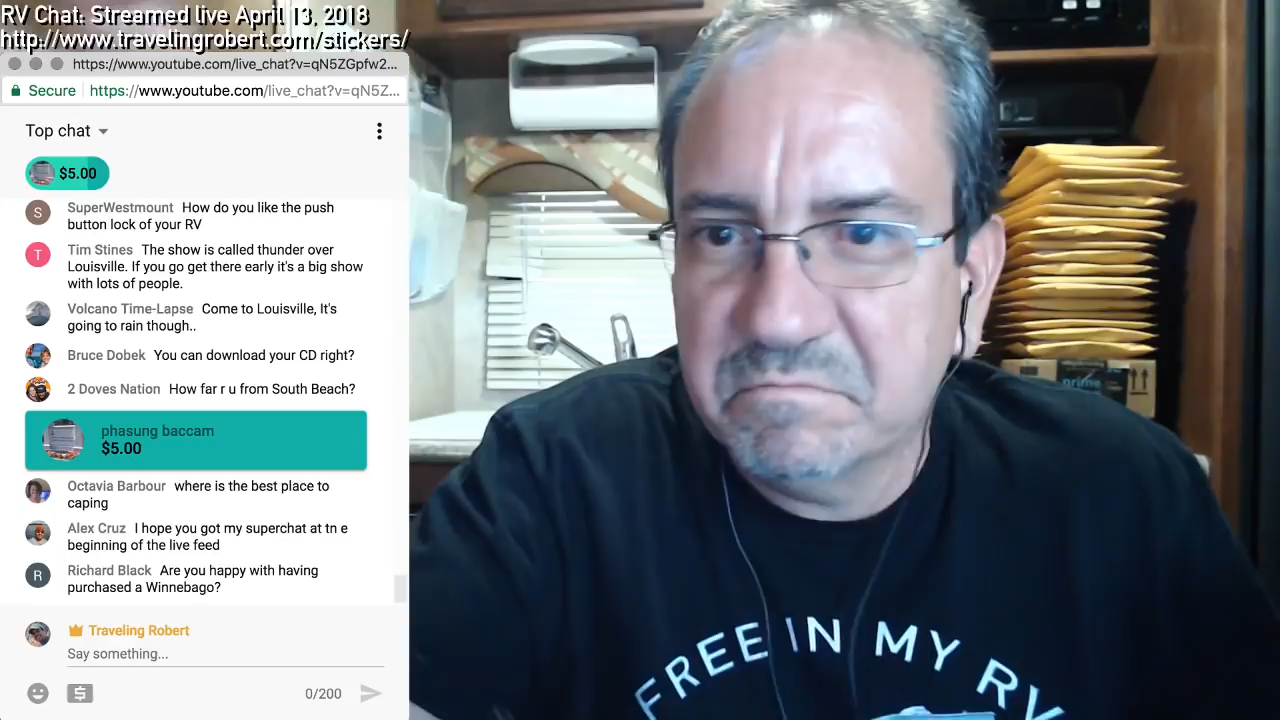 RV Chat: Streamed live April 13, 2018
http://www.travelingrobert.com/stickers/
https://www.youtube.com/live_chat?v=qN5ZGpfw2...
Secure https://www.youtube.com/live_chat?v=qN5Z...
Top chat
$5.00
S SuperWestmount How do you like the push
button lock of your RV
T Tim Stines The show is called thunder over
Louisville. If you go get there early it's a big show
with lots of people.
Volcano Time-Lapse Come to Louisville, It's
going to rain though..
Bruce Dobek You can download your CD right?
2 Doves Nation How far r u from South Beach?
phasung baccam
$5.00
Octavia Barbour where is the best place to
caping
Alex Cruz I hope you got my superchat at tn e
beginning of the live feed
R Richard Black Are you happy with having
purchased a Winnebago?
Traveling Robert
Say something...
$ 0/200
prime
FREE IN MY RV